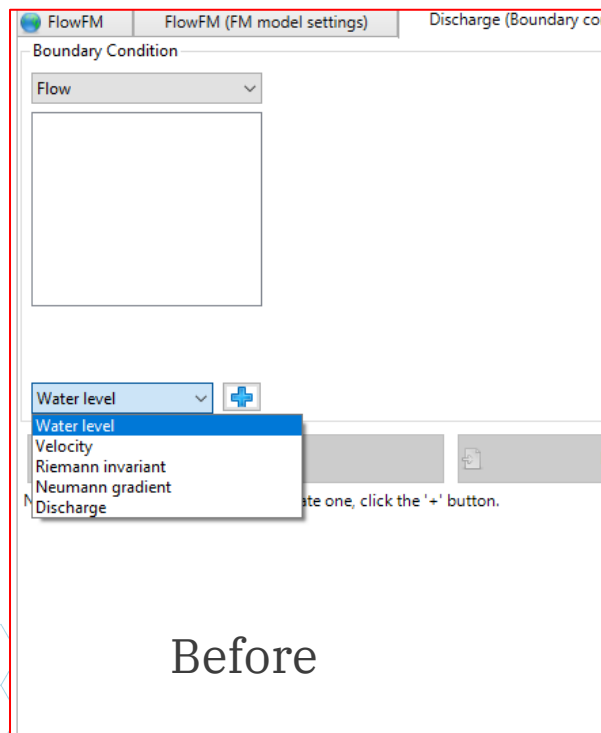 FlowFM
FlowFM (FM model settings)
Discharge (Boundary co
Boundary Condition
Flow
Water level
Water level
Velocity
Riemann invariant
Neumann gradient
Discharge
ate one, click the '+' button.
Before